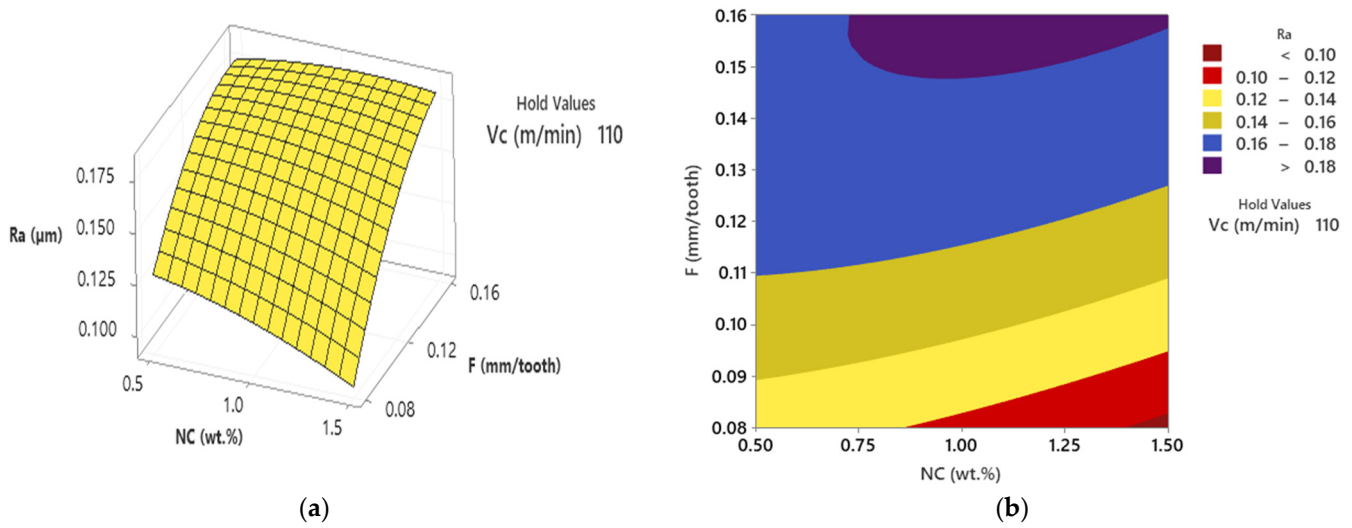 Hold Values
Vc (m/min) 110
0.175
0.150
0.125
0.100
Ra (µm)
0.5
1.0
1.5
NC (wt.%)
0.16
0.12
0.08
F (mm/tooth)
(a)
0.16
0.15
0.14
0.13
0.12
0.11
0.10
0.09
0.08
F (mm/tooth)
0.50
0.75
1.00
1.25
1.50
NC (wt.%)
Ra
< 0.10
0.10 – 0.12
0.12 – 0.14
0.14 – 0.16
0.16 – 0.18
> 0.18
Hold Values
Vc (m/min) 110
(b)